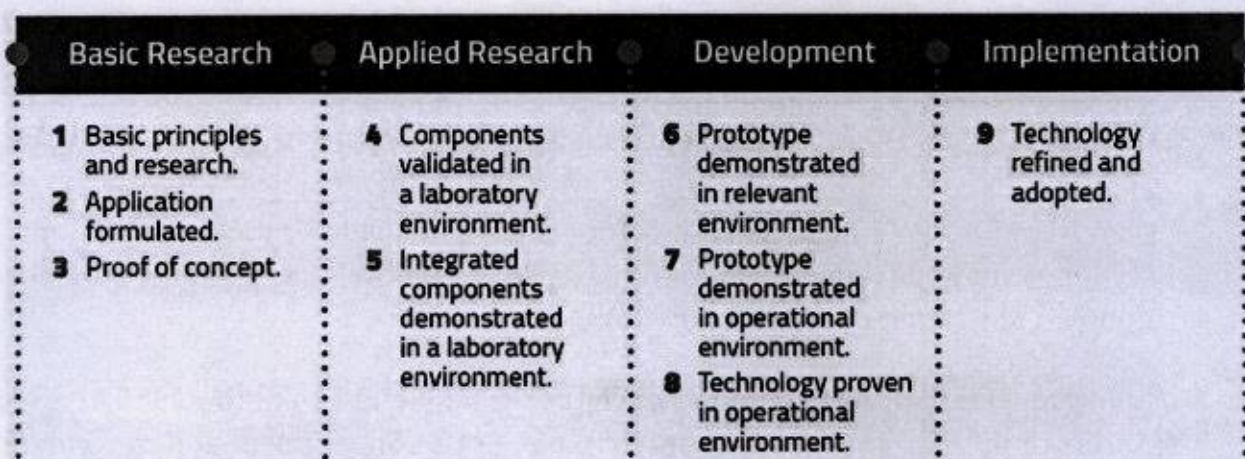 Basic Research
Applied Research
Development
Implementation
1 Basic principles
and research.
2 Application
formulated.
3 Proof of concept.
4 Components
validated in
a laboratory
environment.
5 Integrated
components
demonstrated
in a laboratory
environment.
6 Prototype
demonstrated
in relevant
environment.
7 Prototype
demonstrated
in operational
environment.
8 Technology proven
in operational
environment.
9 Technology
refined and
adopted.